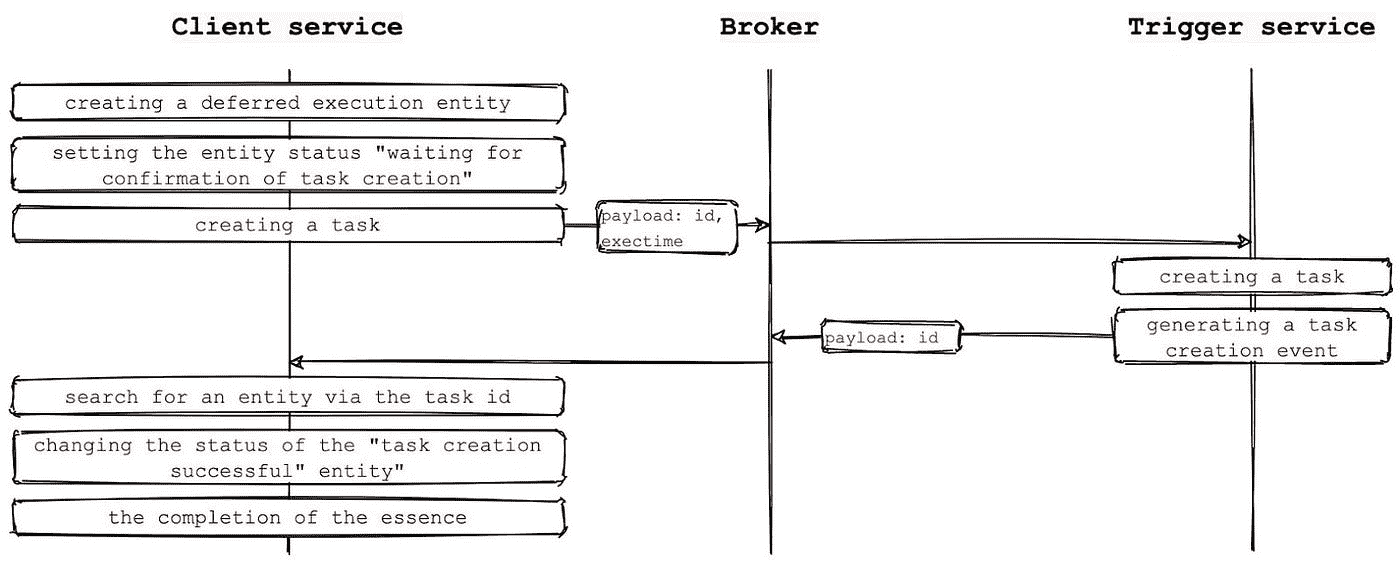 Client service
Broker
Trigger service
creating a deferred execution entity
setting the entity status "waiting for
confirmation of task creation"
creating a task
payload: id,
exectime
creating a task
generating a task
creation event
payload: id
search for an entity via the task id
changing the status of the "task creation
successful" entity"
the completion of the essence